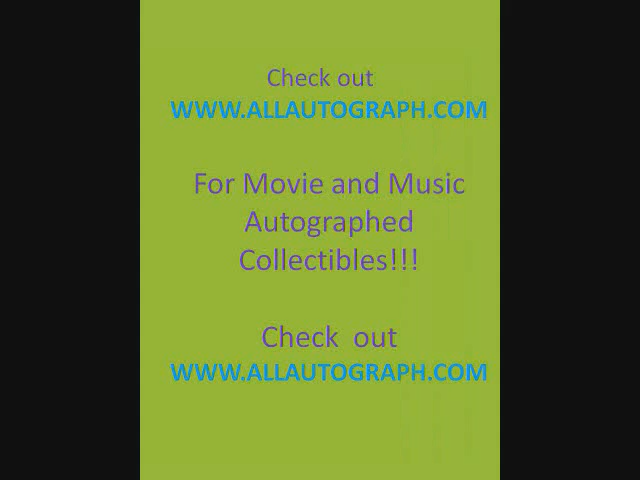 Check out
WWW.ALLAUTOGRAPH.COM
For Movie and Music
Autographed
Collectibles!!!
Check out
WWW.ALLAUTOGRAPH.COM